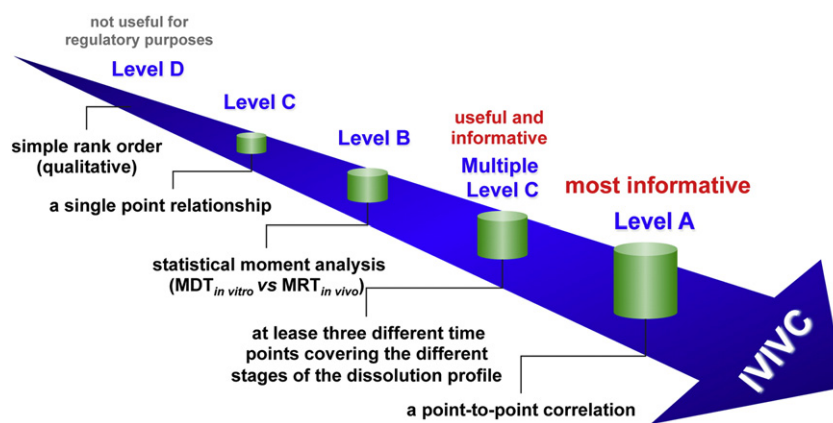 not useful for
regulatory purposes
Level D
simple rank order
(qualitative)
Level C
a single point relationship
Level B
statistical moment analysis
(MDTin vitro vs MRTin vivo)
useful and
informative
Multiple
Level C
at lease three different time
points covering the different
stages of the dissolution profile
most informative
Level A
a point-to-point correlation
IVIVC